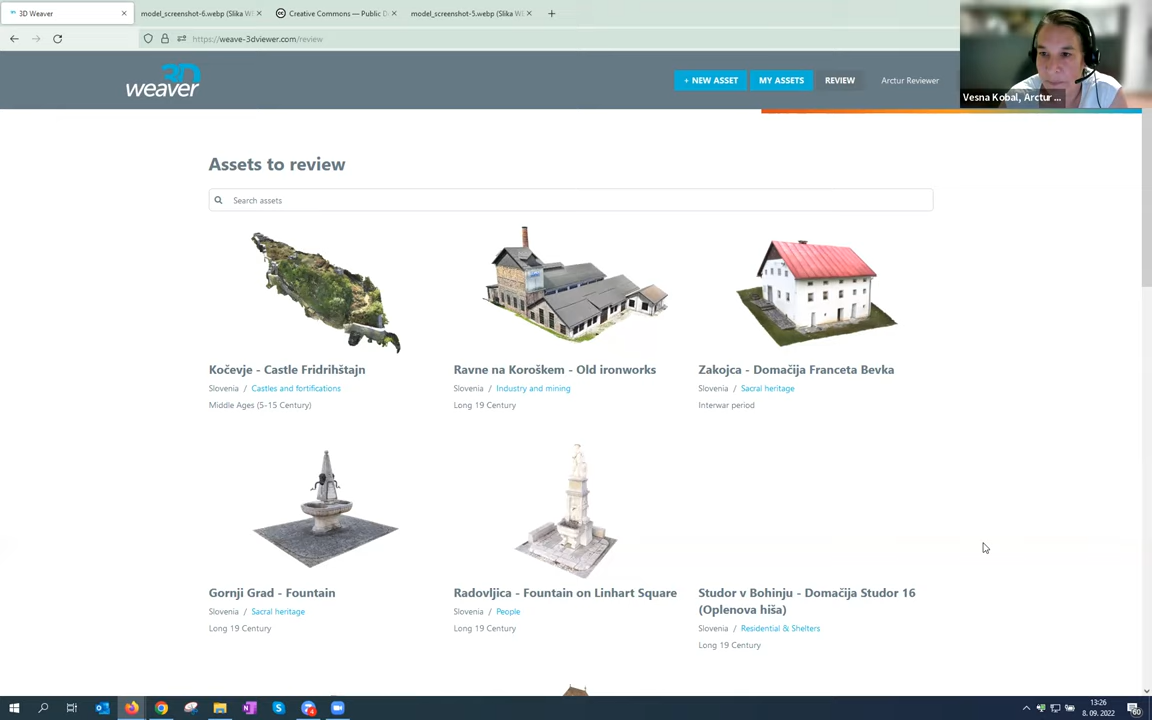 3D Weaver
model_screenshot-6.webp (Slika WE
Creative Commons — Public D
model_screenshot-5.webp (Slika WE
https://weave-3dviewer.com/review
3D
weaver
+ NEW ASSET
MY ASSETS
REVIEW
Arctur Reviewer
Vesna Kobal, Arctur ...
Assets to review
Search assets
Kočevje - Castle Fridrihštajn
Slovenia / Castles and fortifications
Middle Ages (5-15 Century)
Ravne na Koroškem - Old ironworks
Slovenia / Industry and mining
Long 19 Century
Zakojca - Domačija Franceta Bevka
Slovenia / Sacral heritage
Interwar period
Gornji Grad - Fountain
Slovenia / Sacral heritage
Long 19 Century
Radovljica - Fountain on Linhart Square
Slovenia / People
Long 19 Century
Studor v Bohinju - Domačija Studor 16
(Oplenova hiša)
Slovenia / Residential & Shelters
Long 19 Century
13:26
8. 09. 2022